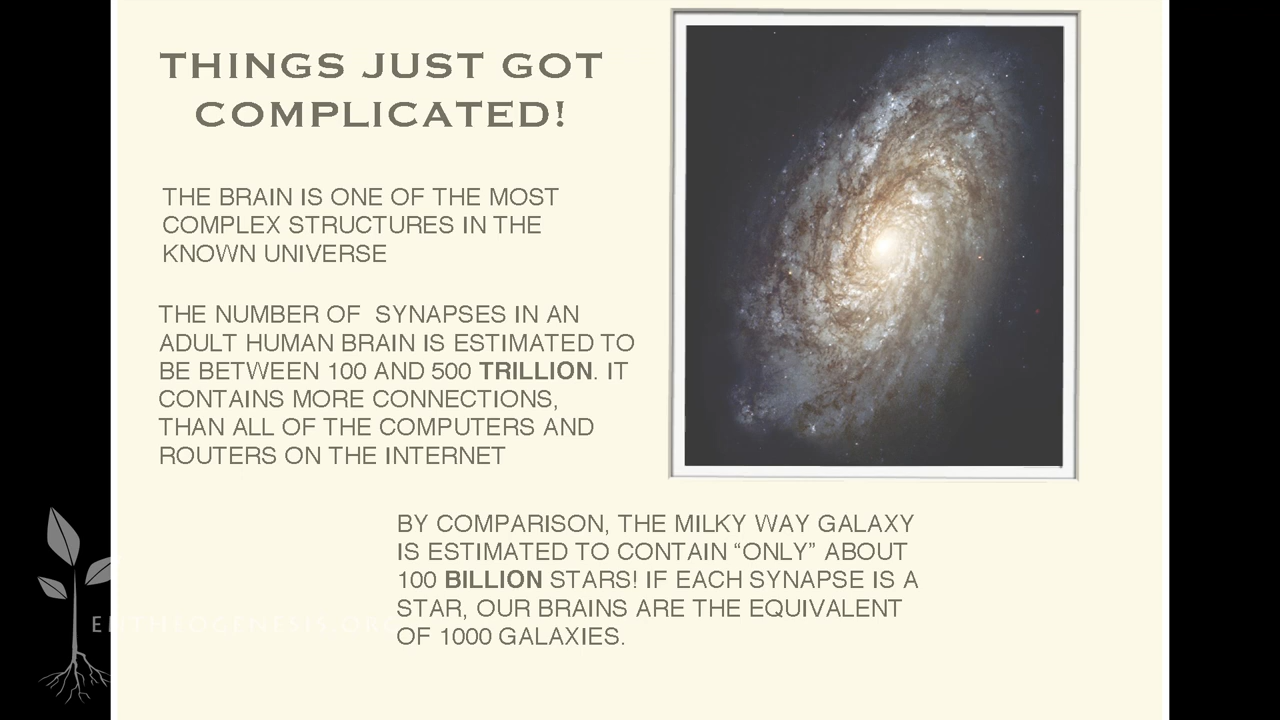 THINGS JUST GOT
COMPLICATED!
THE BRAIN IS ONE OF THE MOST
COMPLEX STRUCTURES IN THE
KNOWN UNIVERSE
THE NUMBER OF SYNAPSES IN AN
ADULT HUMAN BRAIN IS ESTIMATED TO
BE BETWEEN 100 AND 500 TRILLION. IT
CONTAINS MORE CONNECTIONS,
THAN ALL OF THE COMPUTERS AND
ROUTERS ON THE INTERNET
BY COMPARISON, THE MILKY WAY GALAXY
IS ESTIMATED TO CONTAIN “ONLY” ABOUT
100 BILLION STARS! IF EACH SYNAPSE IS A
STAR, OUR BRAINS ARE THE EQUIVALENT
OF 1000 GALAXIES.